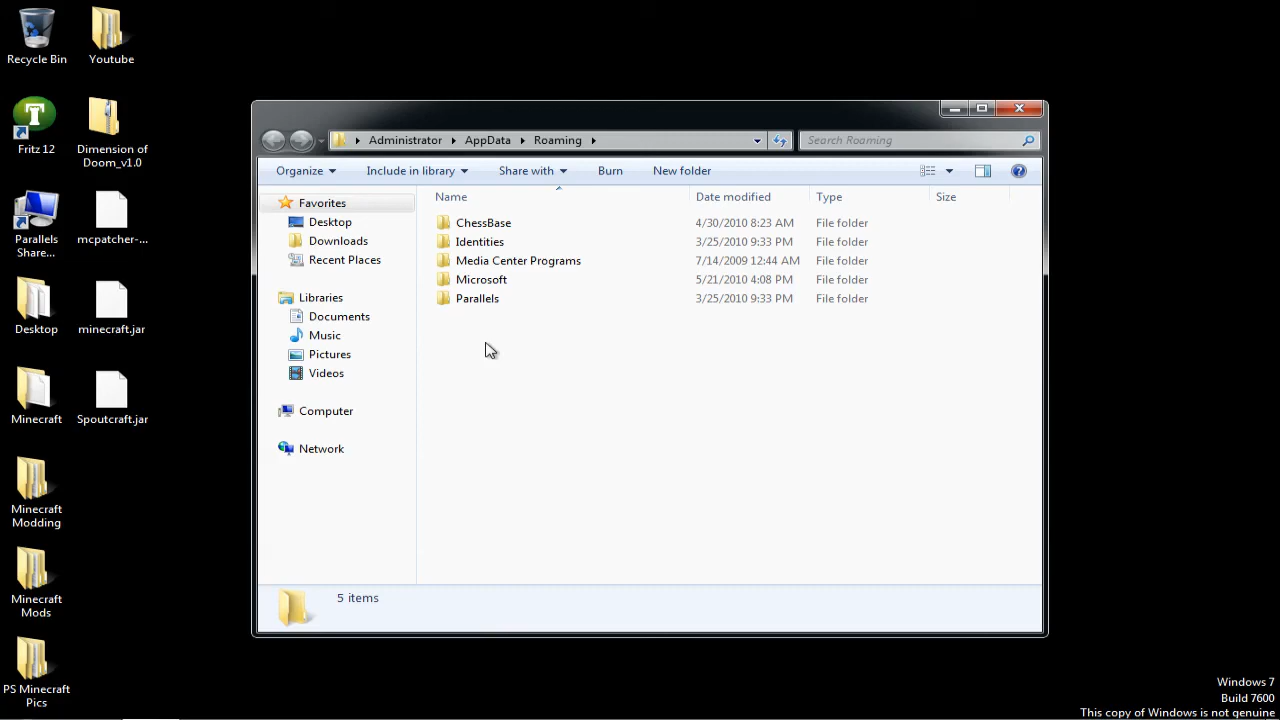 Recycle Bin
Youtube
Fritz 12
Dimension of
Doom_v1.0
Parallels
Share...
mcpatcher-...
Desktop
minecraft.jar
Minecraft
Spoutcraft.jar
Minecraft
Modding
Minecraft
Mods
PS Minecraft
Pics
Administrator AppData Roaming
Search Roaming
Organize Include in library Share with Burn New folder
Favorites
Desktop
Downloads
Recent Places
Libraries
Documents
Music
Pictures
Videos
Computer
Network
Name Date modified Type Size
ChessBase 4/30/2010 8:23 AM File folder
Identities 3/25/2010 9:33 PM File folder
Media Center Programs 7/14/2009 12:44 AM File folder
Microsoft 5/21/2010 4:08 PM File folder
Parallels 3/25/2010 9:33 PM File folder
5 items
Windows 7
Build 7600
This copy of Windows is not genuine